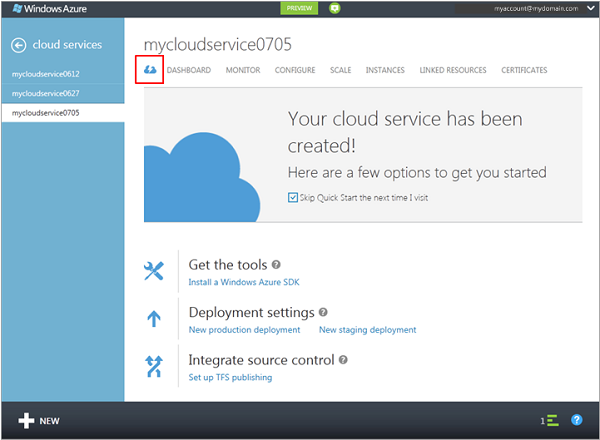 Windows Azure
PREVIEW
myaccount@mydomain.com
cloud services
mycloudservice0612
mycloudservice0627
mycloudservice0705
mycloudservice0705
DASHBOARD MONITOR CONFIGURE SCALE INSTANCES LINKED RESOURCES CERTIFICATES
Your cloud service has been
created!
Here are a few options to get you started
Skip Quick Start the next time I visit
Get the tools ?
Install a Windows Azure SDK
Deployment settings ?
New production deployment New staging deployment
Integrate source control ?
Set up TFS publishing
NEW
1
?